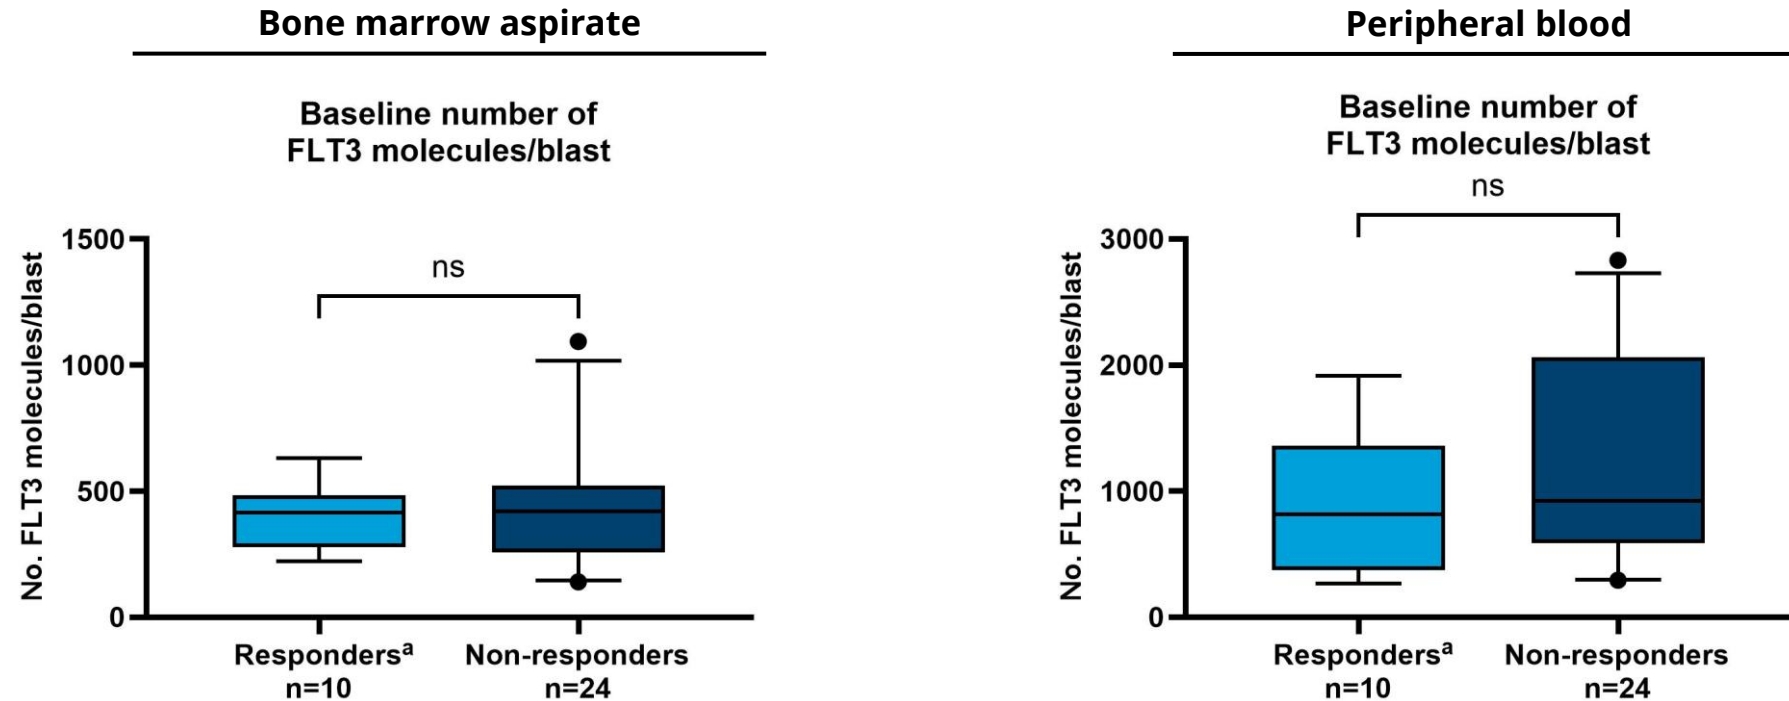 Bone marrow aspirate
Baseline number of
FLT3 molecules/blast
ns
No. FLT3 molecules/blast
1500
1000
500
0
Respondersᵃ
n=10
Non-responders
n=24
Peripheral blood
Baseline number of
FLT3 molecules/blast
ns
No. FLT3 molecules/blast
3000
2000
1000
0
Respondersᵃ
n=10
Non-responders
n=24